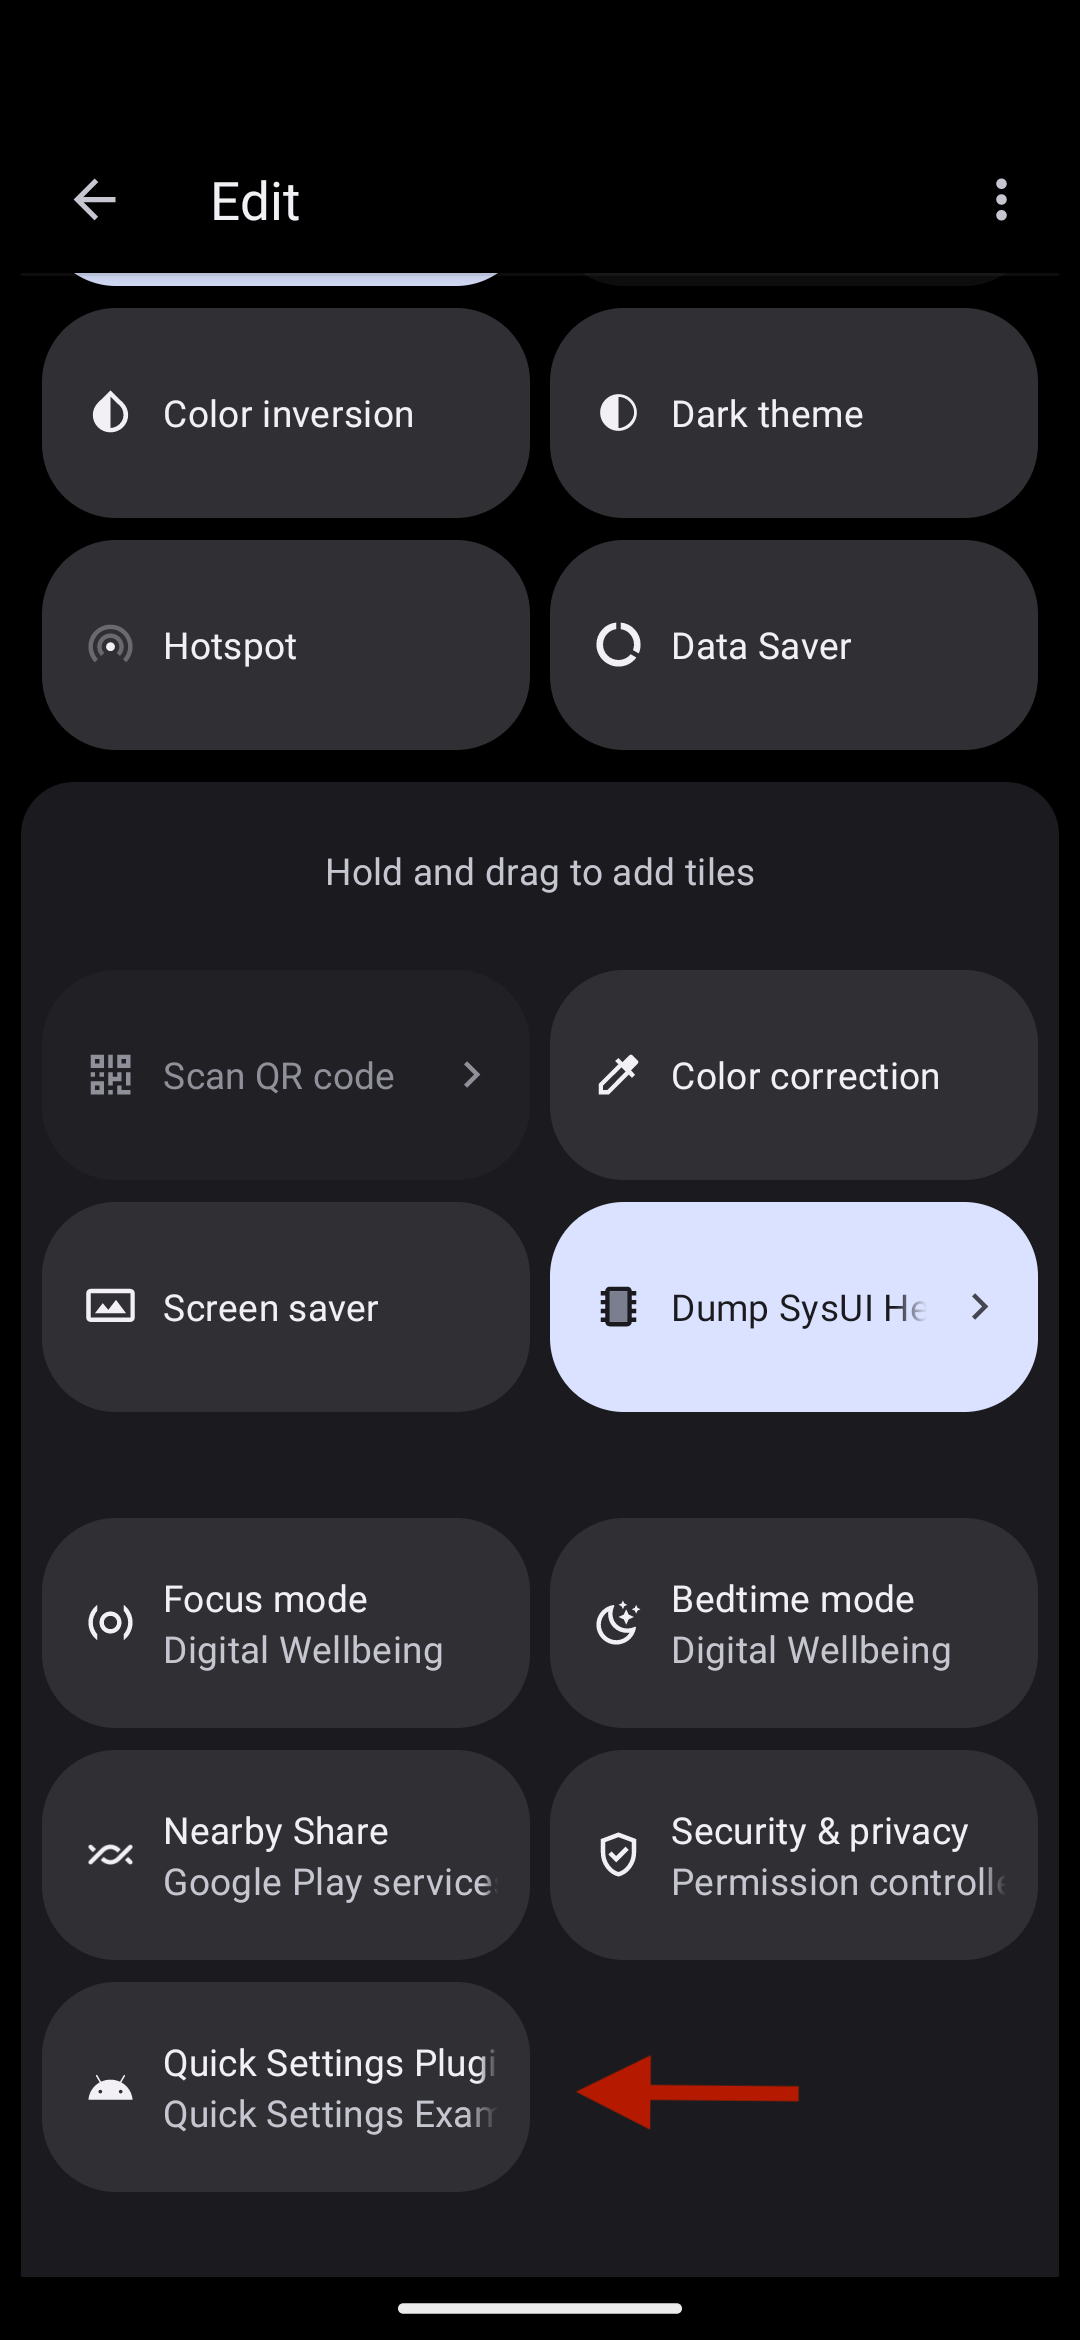 Edit
Color inversion
Dark theme
Hotspot
Data Saver
Hold and drag to add tiles
Scan QR code
Color correction
Screen saver
Dump SysUI He
Focus mode
Digital Wellbeing
Bedtime mode
Digital Wellbeing
Nearby Share
Google Play services
Security & privacy
Permission controlle
Quick Settings Plugi
Quick Settings Exam